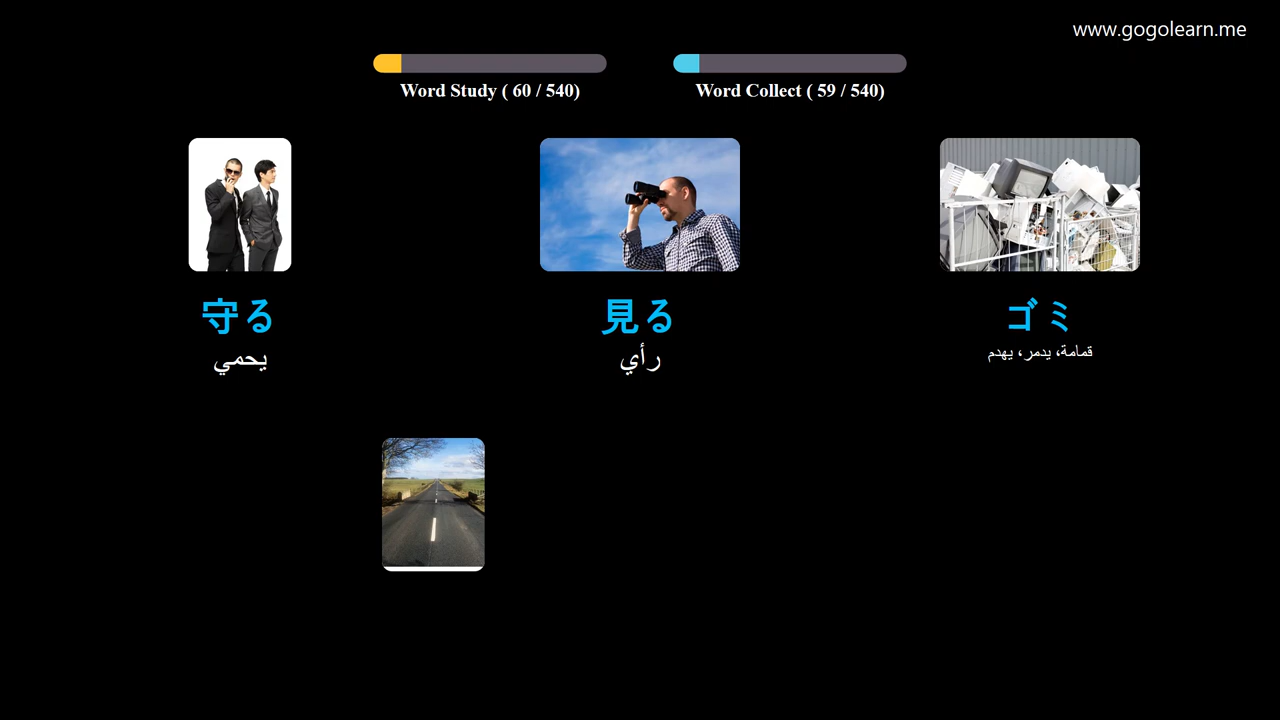 www.gogolearn.me
Word Study ( 60 / 540)
Word Collect ( 59 / 540)
守る
見る
ゴミ
يحمي
رأي
قمامة، يدمر، يهدم